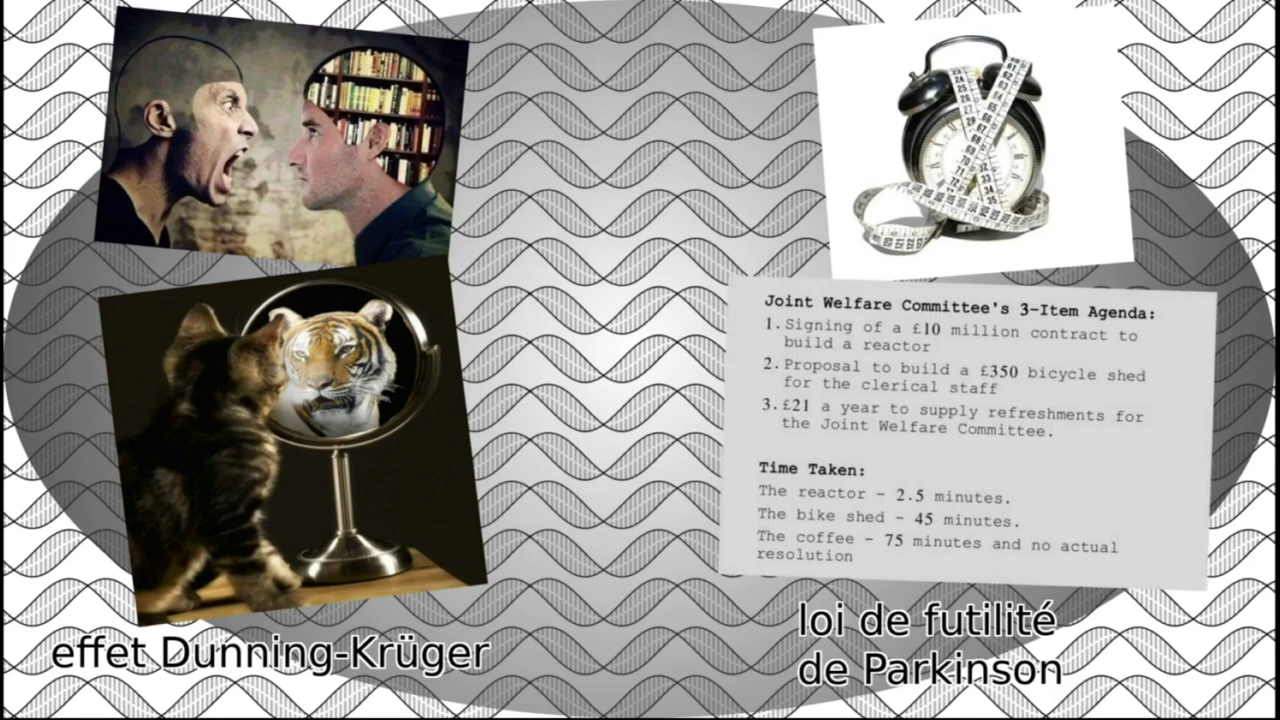 Joint Welfare Committee's 3-Item Agenda:
1. Signing of a £10 million contract to
build a reactor
2. Proposal to build a £350 bicycle shed
for the clerical staff
3. £21 a year to supply refreshments for
the Joint Welfare Committee.
Time Taken:
The reactor - 2.5 minutes.
The bike shed - 45 minutes.
The coffee - 75 minutes and no actual
resolution
effet Dunning-Krüger
loi de futilité
de Parkinson